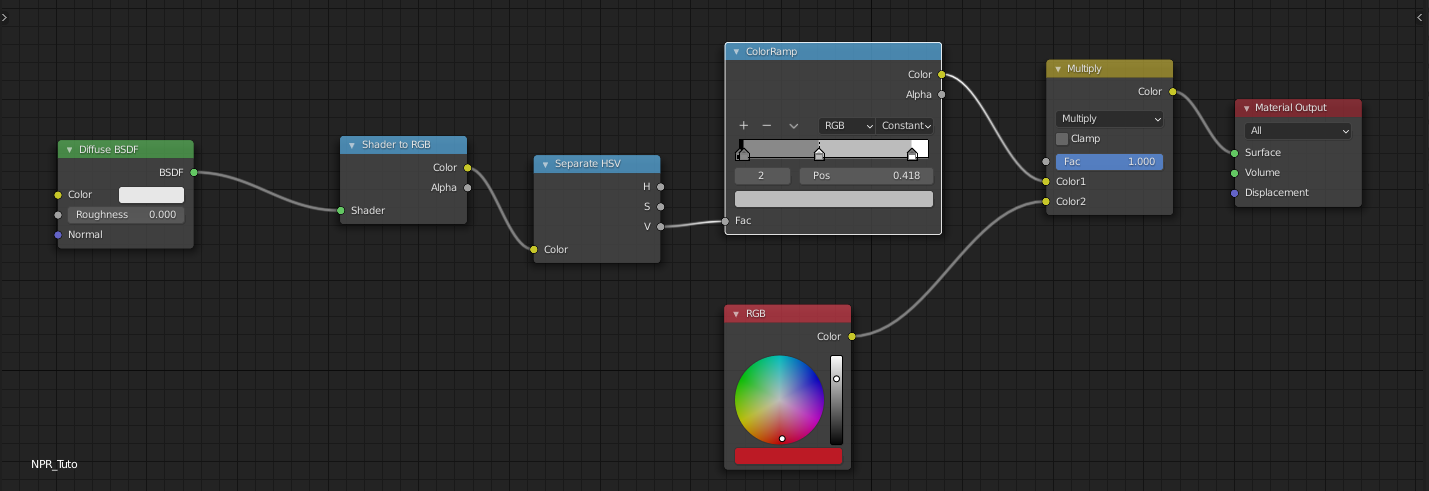 Diffuse BSDF
BSDF
Color
Roughness 0.000
Normal
Shader to RGB
Color
Alpha
Shader
Separate HSV
H
S
V
Color
ColorRamp
Color
Alpha
+ − RGB Constant
2 Pos 0.418
Fac
RGB
Color
Multiply
Color
Multiply
Clamp
Fac 1.000
Color1
Color2
Material Output
All
Surface
Volume
Displacement
NPR_Tuto